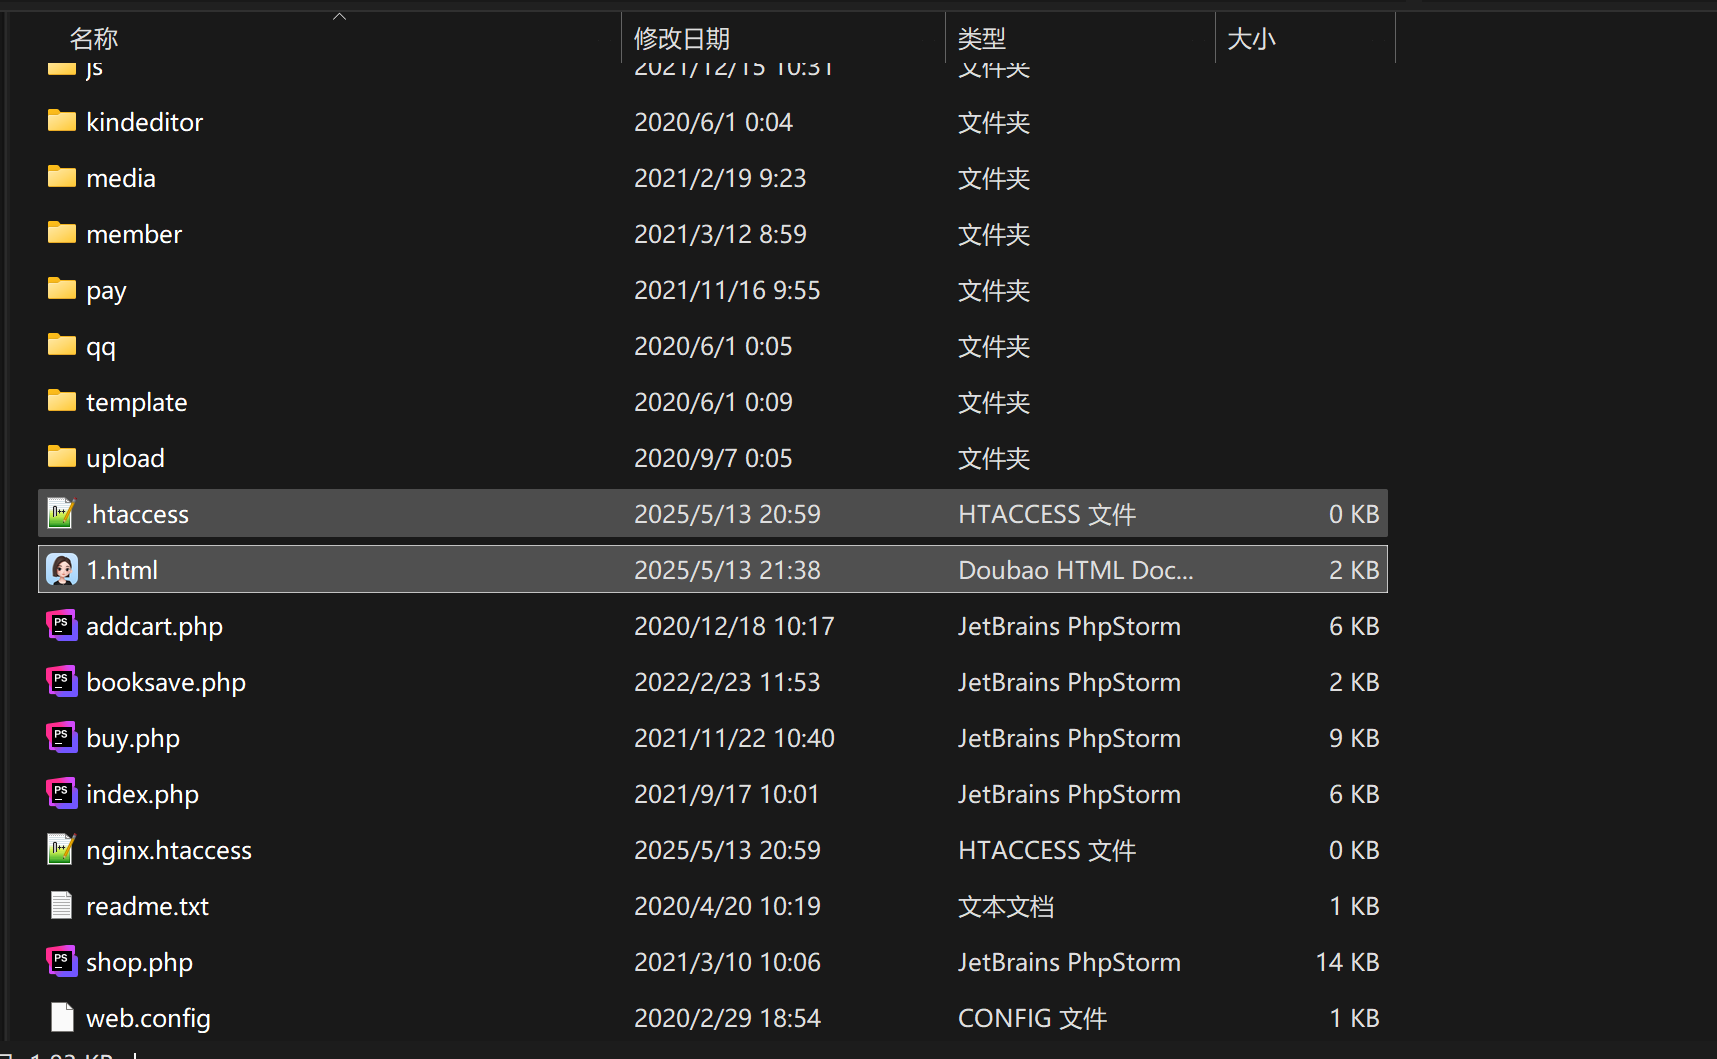 名称 修改日期 类型 大小
js 2021/12/15 10:31 文件夹
kindeditor 2020/6/1 0:04 文件夹
media 2021/2/19 9:23 文件夹
member 2021/3/12 8:59 文件夹
pay 2021/11/16 9:55 文件夹
qq 2020/6/1 0:05 文件夹
template 2020/6/1 0:09 文件夹
upload 2020/9/7 0:05 文件夹
.htaccess 2025/5/13 20:59 HTACCESS 文件 0 KB
1.html 2025/5/13 21:38 Doubao HTML Doc... 2 KB
addcart.php 2020/12/18 10:17 JetBrains PhpStorm 6 KB
booksave.php 2022/2/23 11:53 JetBrains PhpStorm 2 KB
buy.php 2021/11/22 10:40 JetBrains PhpStorm 9 KB
index.php 2021/9/17 10:01 JetBrains PhpStorm 6 KB
nginx.htaccess 2025/5/13 20:59 HTACCESS 文件 0 KB
readme.txt 2020/4/20 10:19 文本文档 1 KB
shop.php 2021/3/10 10:06 JetBrains PhpStorm 14 KB
web.config 2020/2/29 18:54 CONFIG 文件 1 KB